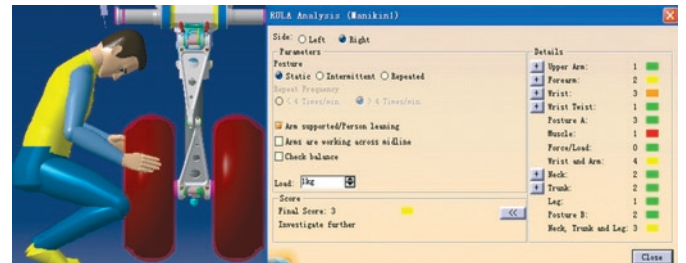 RULA Analysis (Manikin1)
Side: Left Right
Parameters
Posture
Static Intermittent Repeated
Repeat Frequency
< 4 Times/min. > 4 Times/min.
Arm supported/Person leaning
Arms are working across midline
Check balance
Load: 1kg
Score
Final Score: 3
Investigate further
<<
Details
+ Upper Arm: 1
+ Forearm: 2
+ Wrist: 3
+ Wrist Twist: 1
Posture A: 3
Muscle: 1
Force/Load: 0
Wrist and Arm: 4
+ Neck: 2
+ Trunk: 2
Leg: 1
Posture B: 2
Neck, Trunk and Leg: 3
Close